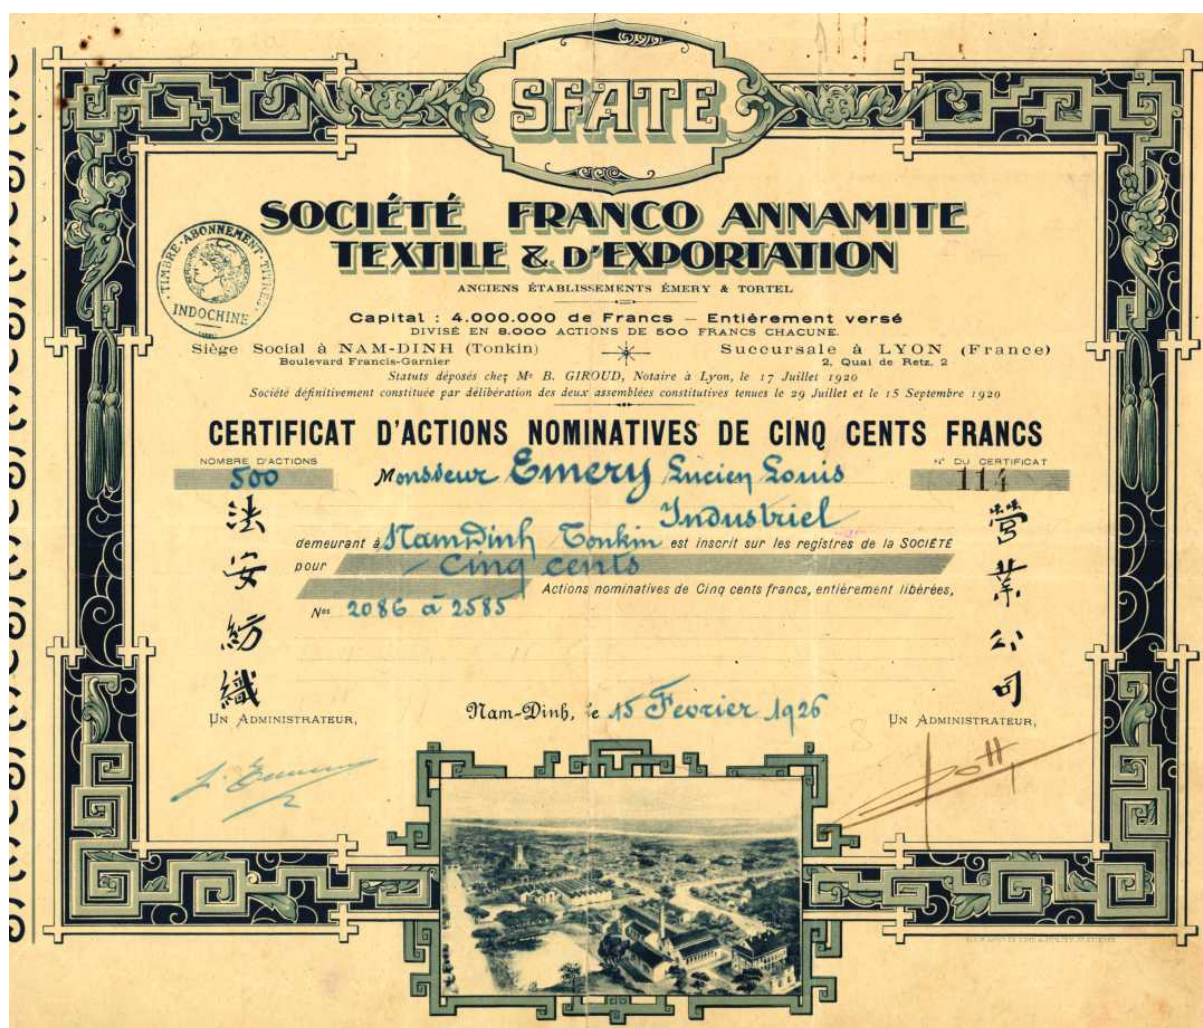 SFATE
SOCIÉTÉ FRANCO ANNAMITE
TEXTILE & D'EXPORTATION
ANCIENS ÉTABLISSEMENTS ÉMERY & TORTEL
TIMBRE·ABONNEMENT·TITRES·
INDOCHINE
Capital : 4.000.000 de Francs — Entièrement versé
DIVISÉ EN 8.000 ACTIONS DE 500 FRANCS CHACUNE.
Siège Social à NAM-DINH (Tonkin)
Boulevard Francis-Garnier
Succursale à LYON (France)
2, Quai de Retz, 2
Statuts déposés chez Me B. GIROUD, Notaire à Lyon, le 17 Juillet 1920
Société définitivement constituée par délibération des deux assemblées constitutives tenues le 29 Juillet et le 15 Septembre 1920
CERTIFICAT D'ACTIONS NOMINATIVES DE CINQ CENTS FRANCS
NOMBRE D'ACTIONS
500
Monsieur Emery Lucien Louis
N° DU CERTIFICAT
114
Industriel
demeurant à NamDinh Tonkin est inscrit sur les registres de la SOCIÉTÉ
pour - Cinq cents
Actions nominatives de Cinq cents francs, entièrement libérées,
Nos 2086 à 2585
法安紡織
營業公司
Nam-Dinh, le 15 Fevrier 1926
UN ADMINISTRATEUR,
UN ADMINISTRATEUR,